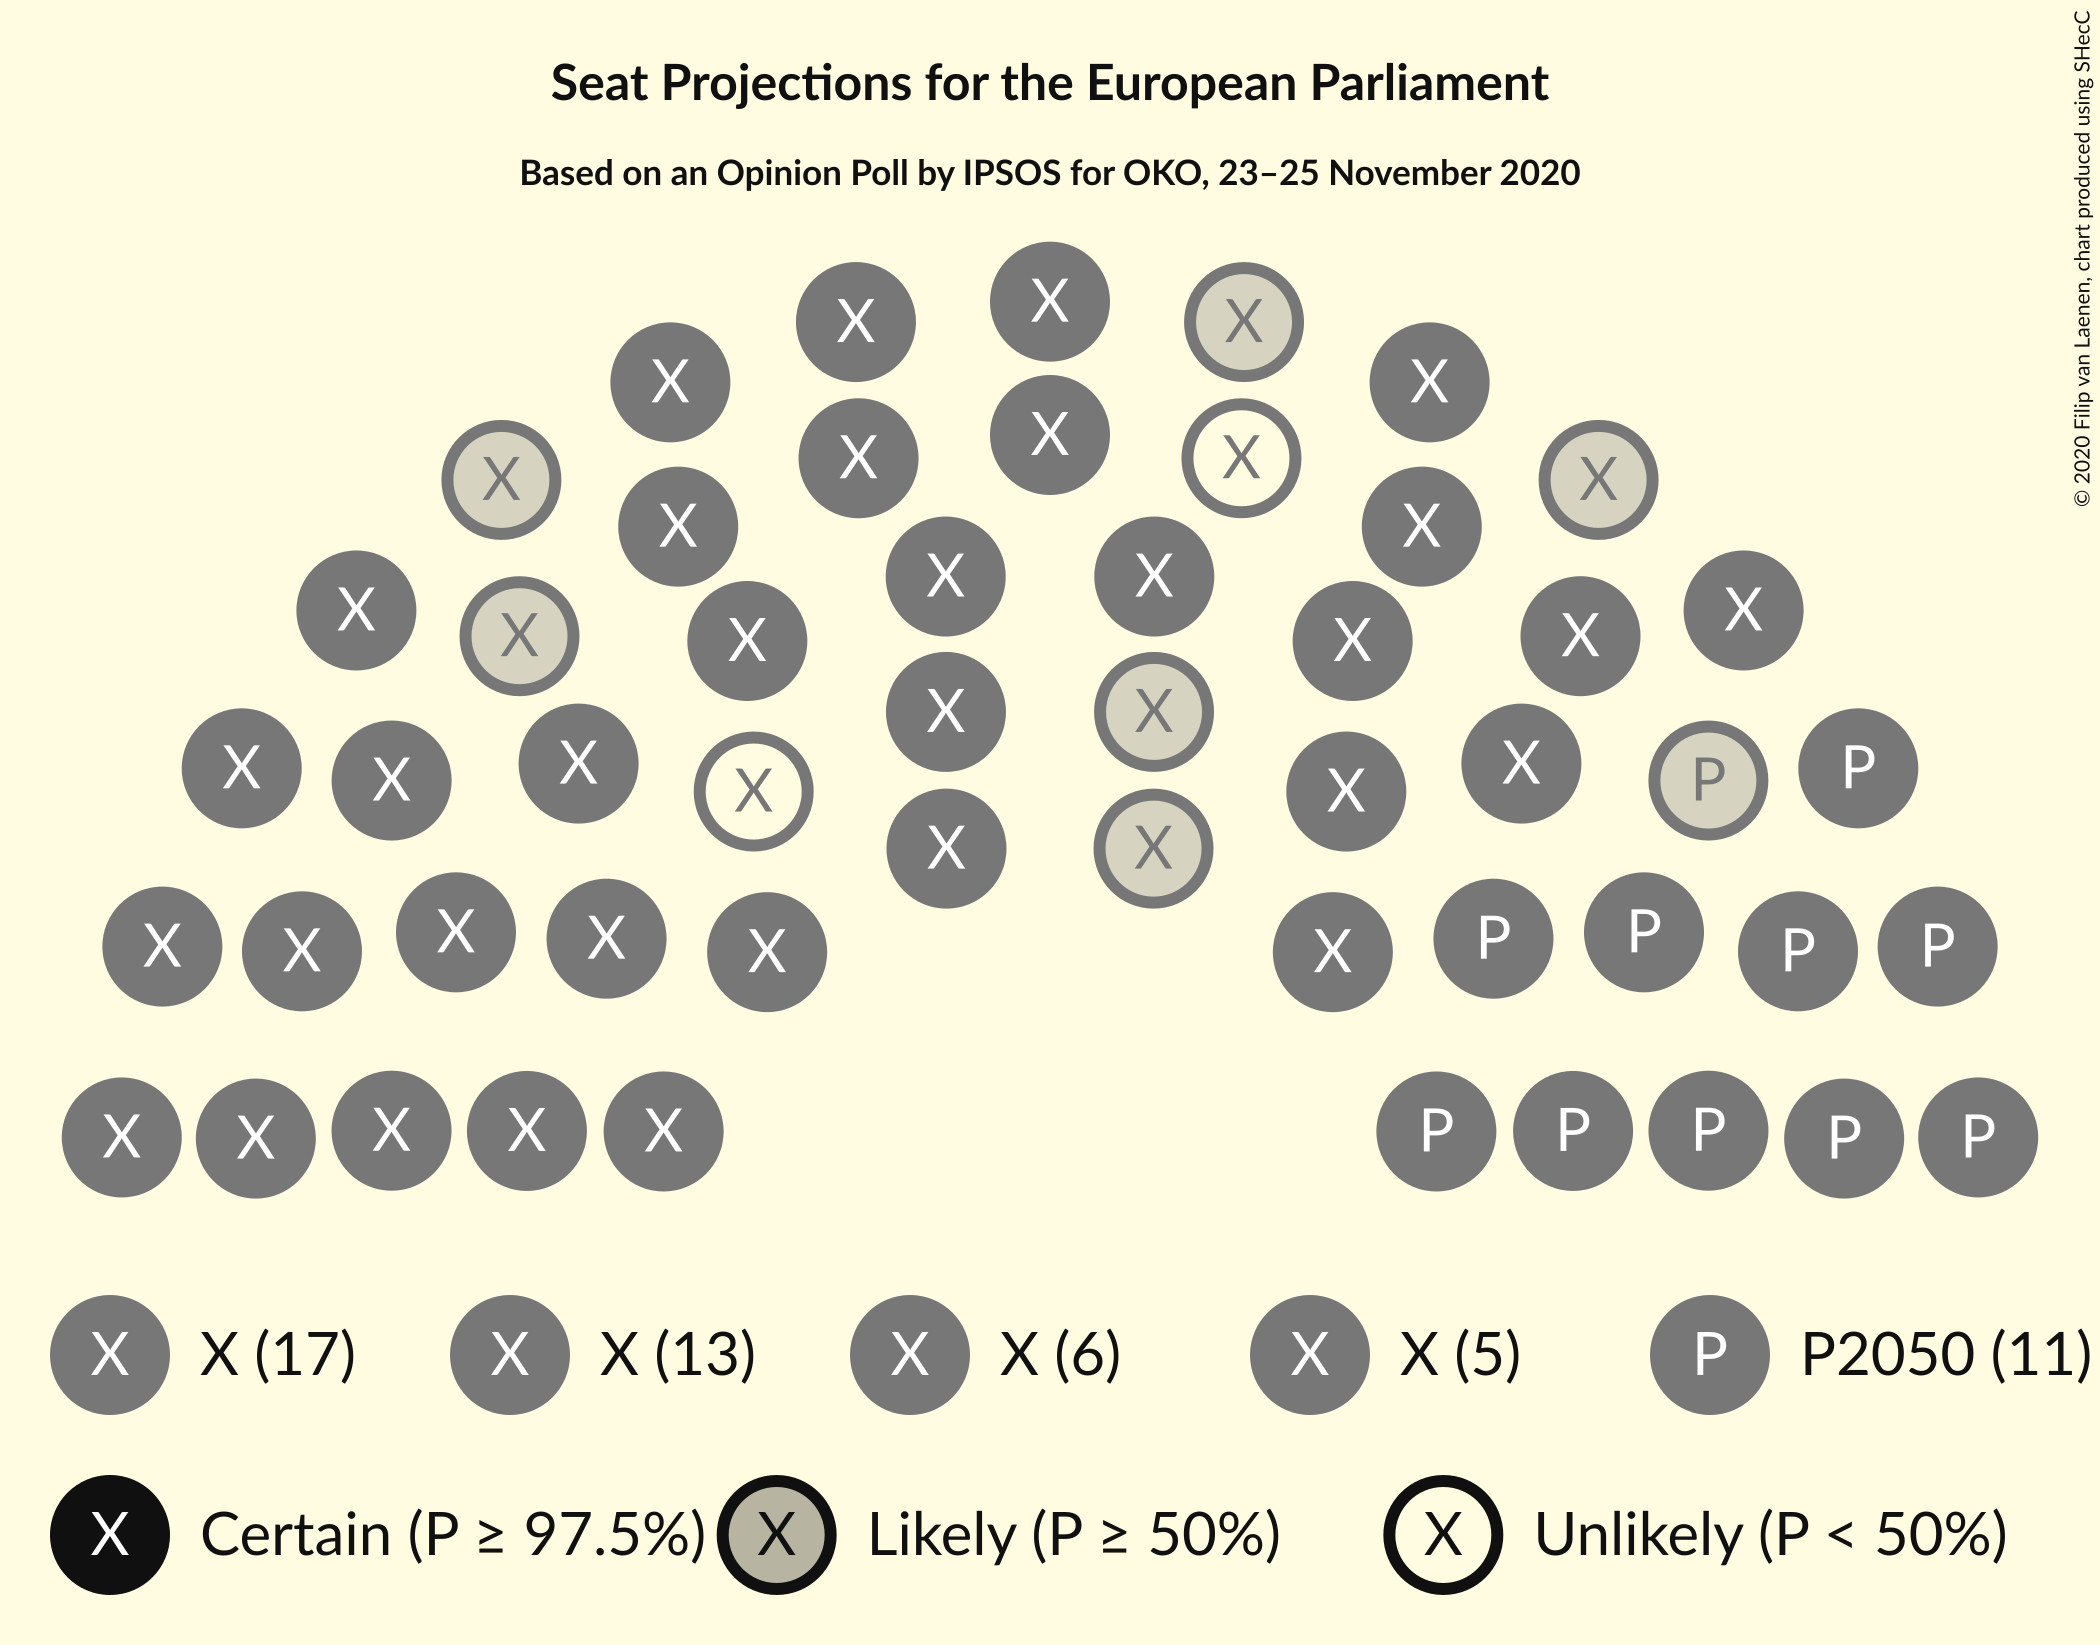 Seat Projections for the European Parliament
Based on an Opinion Poll by IPSOS for OKO, 23–25 November 2020
© 2020 Filip van Laenen, chart produced using SHecC
X X X
X X
X X X X
X X X X
X X
X X X X
X X X X
X X X X
X X X X P P
X X X X X X P P P P
X X
X X X X X P P P P P
X X (17) X X (13) X X (6) X X (5) P P2050 (11)
X Certain (P ≥ 97.5%) X Likely (P ≥ 50%) X Unlikely (P < 50%)